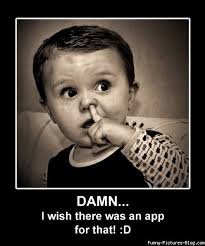 DAMN...
I wish there was an app
for that! :D
Funny-Pictures-Blog.com